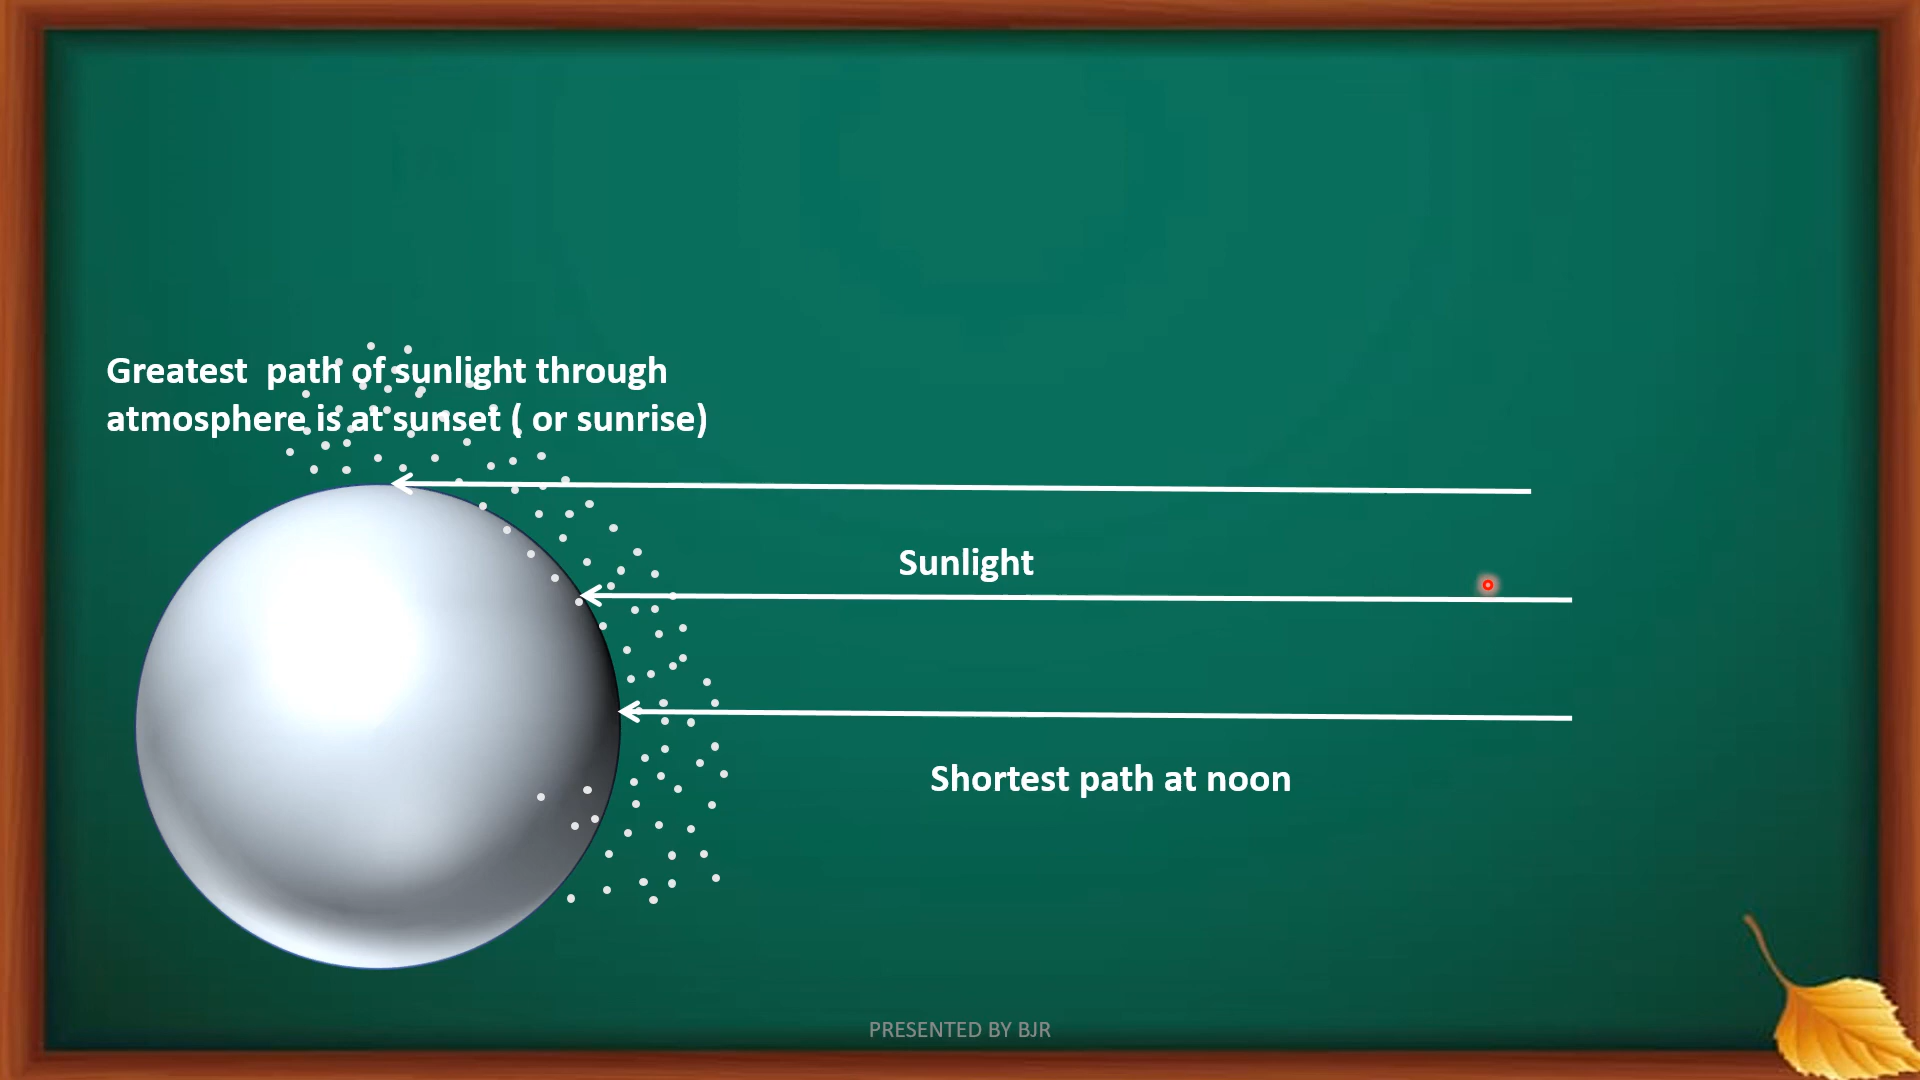 Greatest  path of sunlight through
atmosphere is at sunset ( or sunrise)
Sunlight
Shortest path at noon
PRESENTED BY BJR